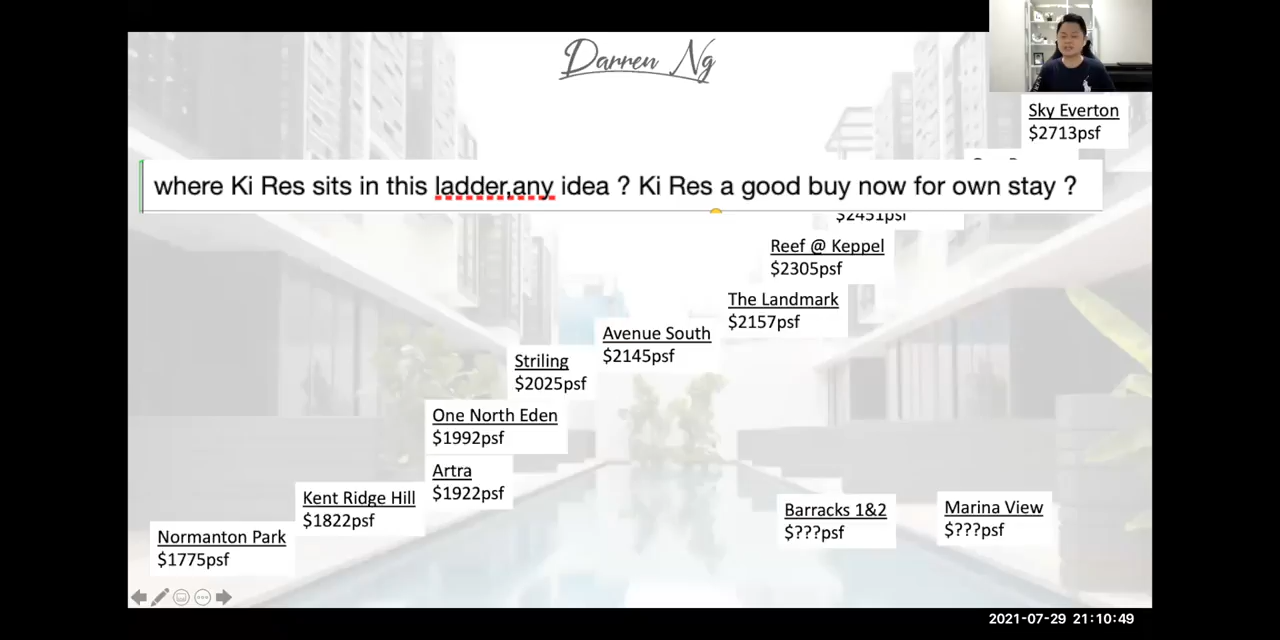 Darren Ng
Sky Everton
$2713psf
where Ki Res sits in this ladder,any idea ? Ki Res a good buy now for own stay ?
$2451psf
Reef @ Keppel
$2305psf
The Landmark
$2157psf
Avenue South
$2145psf
Striling
$2025psf
One North Eden
$1992psf
Artra
$1922psf
Kent Ridge Hill
$1822psf
Normanton Park
$1775psf
Barracks 1&2
$???psf
Marina View
$???psf
2021-07-29 21:10:49